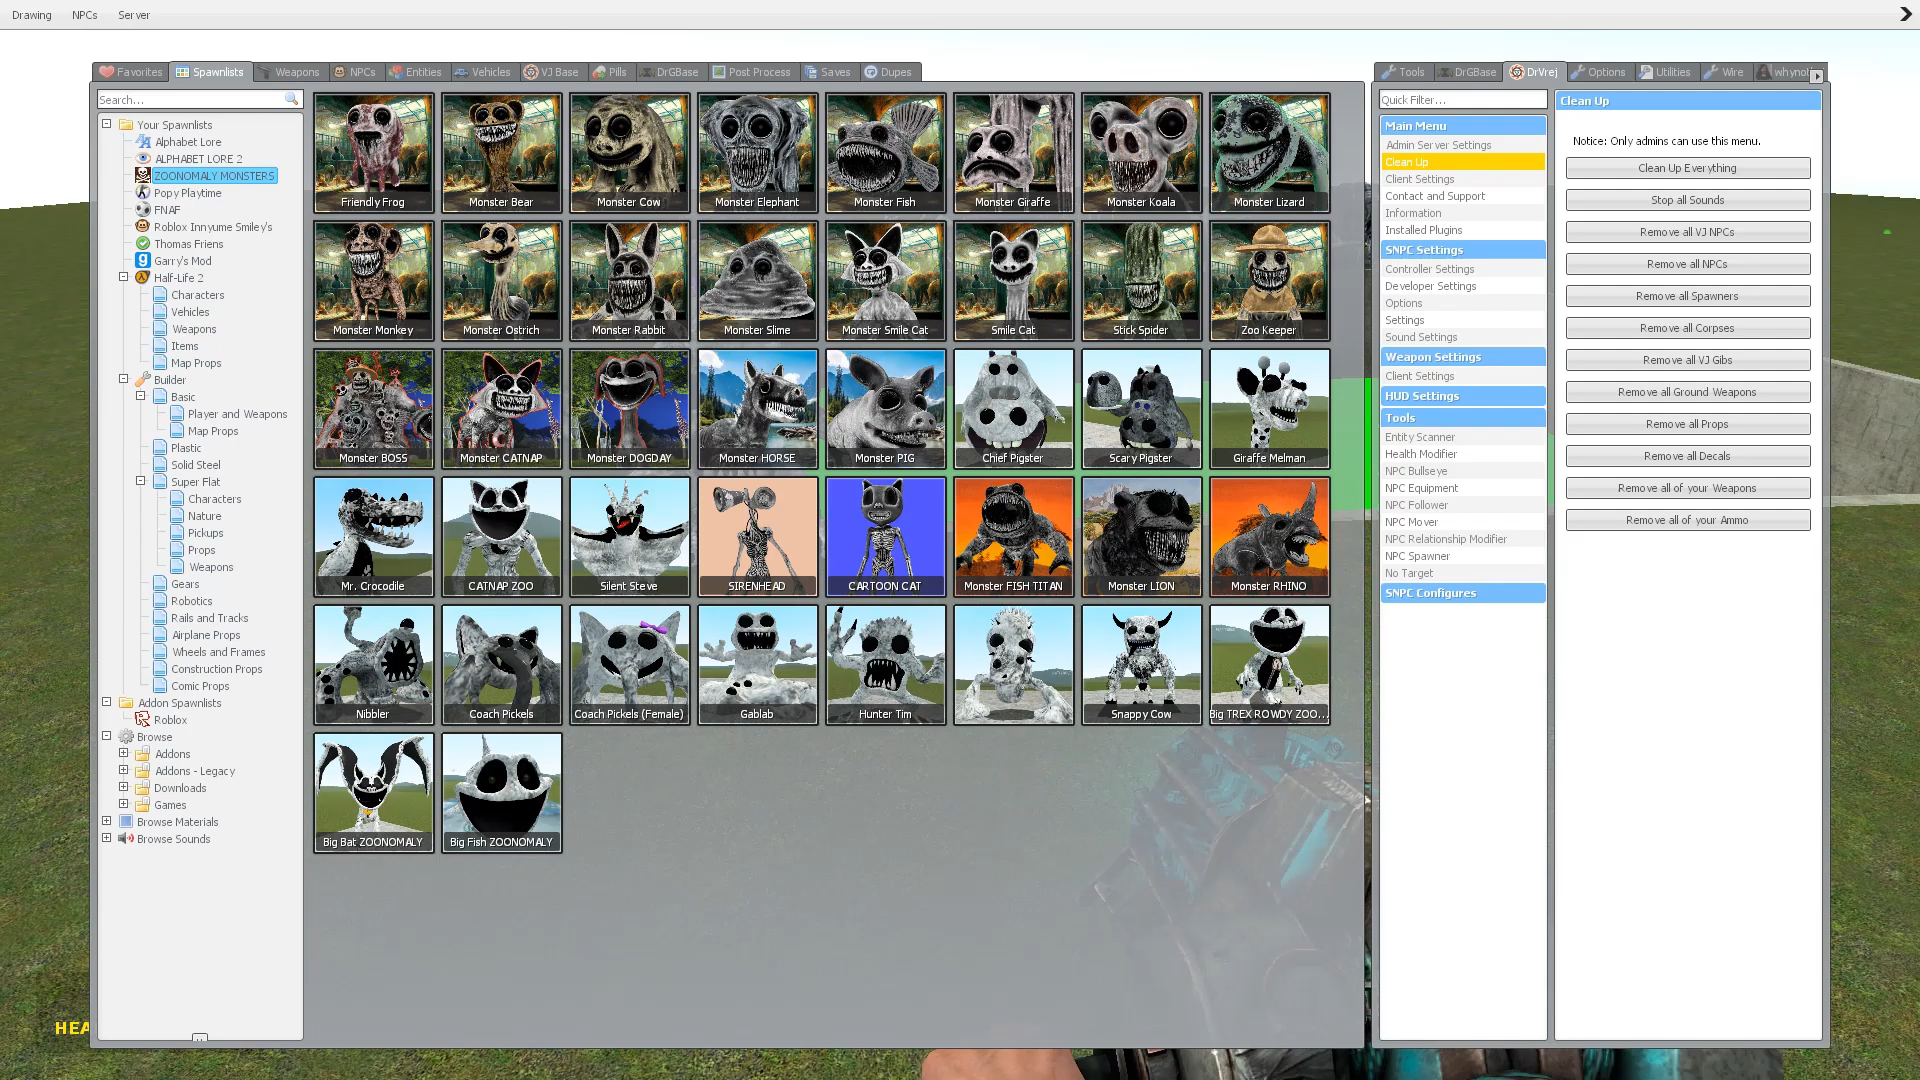 Drawing NPCs Server
Favorites Spawnlists Weapons NPCs Entities Vehicles VJ Base Pills DrGBase Post Process Saves Dupes
Search...
Your Spawnlists
Alphabet Lore
ALPHABET LORE 2
ZOONOMALY MONSTERS
Popy Playtime
FNAF
Roblox Innyume Smiley's
Thomas Friens
Garry's Mod
Half-Life 2
Characters
Vehicles
Weapons
Items
Map Props
Builder
Basic
Player and Weapons
Map Props
Plastic
Solid Steel
Super Flat
Characters
Nature
Pickups
Props
Weapons
Gears
Robotics
Rails and Tracks
Airplane Props
Wheels and Frames
Construction Props
Comic Props
Addon Spawnlists
Roblox
Browse
Addons
Addons - Legacy
Downloads
Games
Browse Materials
Browse Sounds
Friendly Frog Monster Bear Monster Cow Monster Elephant Monster Fish Monster Giraffe Monster Koala Monster Lizard
Monster Monkey Monster Ostrich Monster Rabbit Monster Slime Monster Smile Cat Smile Cat Stick Spider Zoo Keeper
Monster BOSS Monster CATNAP Monster DOGDAY Monster HORSE Monster PIG Chief Pigster Scary Pigster Giraffe Melman
Mr. Crocodile CATNAP ZOO Silent Steve SIRENHEAD CARTOON CAT Monster FISH TITAN Monster LION Monster RHINO
Nibbler Coach Pickels Coach Pickels (Female) Gablab Hunter Tim Snappy Cow Big TREX ROWDY ZOO...
Big Bat ZOONOMALY Big Fish ZOONOMALY
HEA
Tools DrGBase DrVrej Options Utilities Wire whynot
Quick Filter...
Main Menu
Admin Server Settings
Clean Up
Client Settings
Contact and Support
Information
Installed Plugins
SNPC Settings
Controller Settings
Developer Settings
Options
Settings
Sound Settings
Weapon Settings
Client Settings
HUD Settings
Tools
Entity Scanner
Health Modifier
NPC Bullseye
NPC Equipment
NPC Follower
NPC Mover
NPC Relationship Modifier
NPC Spawner
No Target
SNPC Configures
Clean Up
Notice: Only admins can use this menu.
Clean Up Everything
Stop all Sounds
Remove all VJ NPCs
Remove all NPCs
Remove all Spawners
Remove all Corpses
Remove all VJ Gibs
Remove all Ground Weapons
Remove all Props
Remove all Decals
Remove all of your Weapons
Remove all of your Ammo